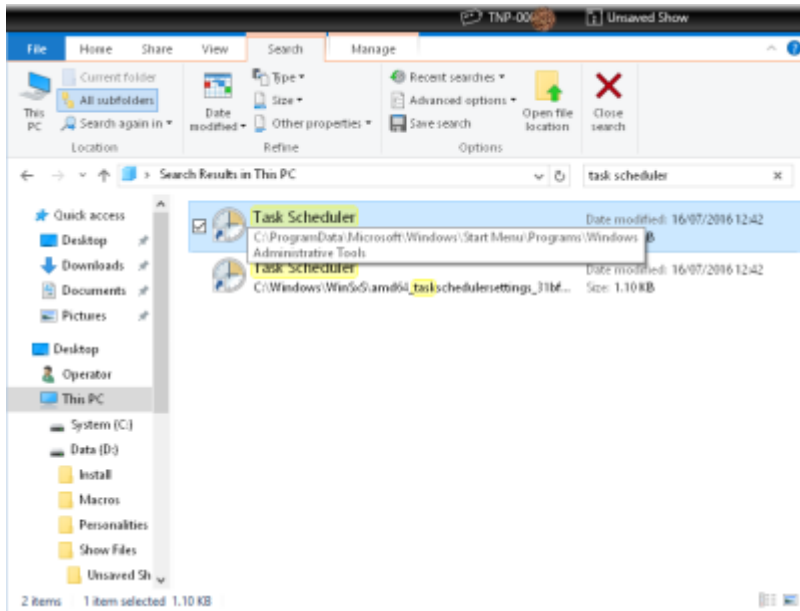 Unsaved Show
File Home Share View Search Manage
This PC
Current folder
All subfolders
Search again in
Location
Date modified
Type
Size
Other properties
Refine
Recent searches
Advanced options
Save search
Options
Open file location
Close search
Search Results in This PC
task scheduler
Quick access
Desktop
Downloads
Documents
Pictures
Desktop
Operator
This PC
System (C:)
Data (D:)
Install
Macros
Personalities
Show Files
Unsaved Sh
Task Scheduler
Date modified: 16/07/2016 12:42
C:\ProgramData\Microsoft\Windows\Start Menu\Programs\Windows
Administrative Tools
Task Scheduler
Date modified: 16/07/2016 12:42
C:\Windows\WinSxS\amd64_taskschedulersettings_31bf...
Size: 1.10 KB
2 items 1 item selected 1.10 KB